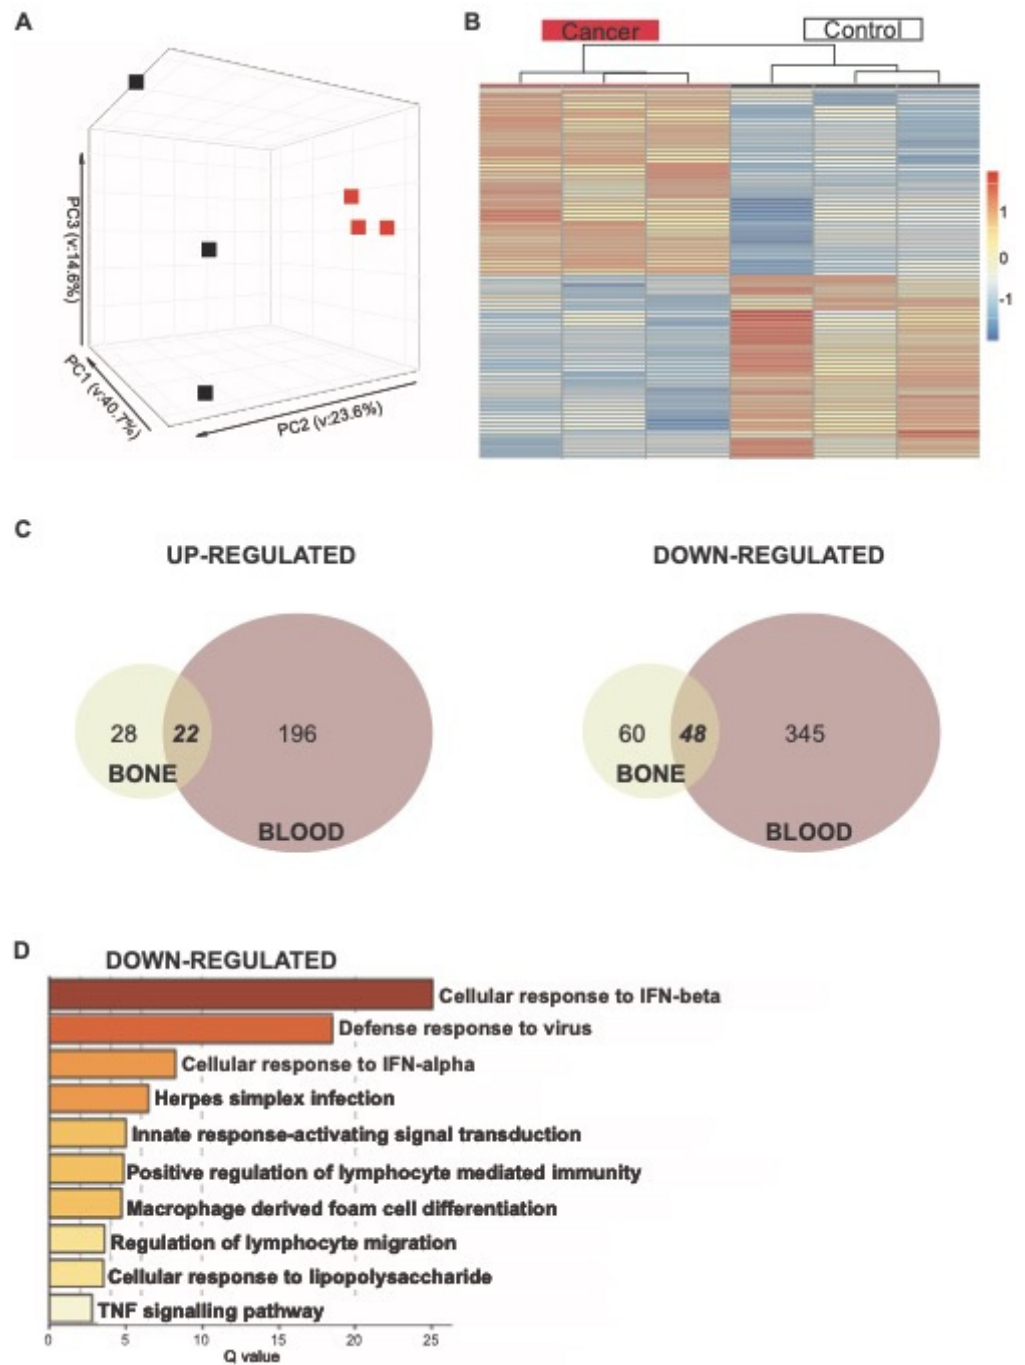 A
PC3 (v:14.6%)
PC1 (v:40.7%)
PC2 (v:23.6%)
B
Cancer
Control
1
0
-1
C
UP-REGULATED
28
22
196
BONE
BLOOD
DOWN-REGULATED
60
48
345
BONE
BLOOD
D
DOWN-REGULATED
Cellular response to IFN-beta
Defense response to virus
Cellular response to IFN-alpha
Herpes simplex infection
Innate response-activating signal transduction
Positive regulation of lymphocyte mediated immunity
Macrophage derived foam cell differentiation
Regulation of lymphocyte migration
Cellular response to lipopolysaccharide
TNF signalling pathway
0 5 10 15 20 25
Q value